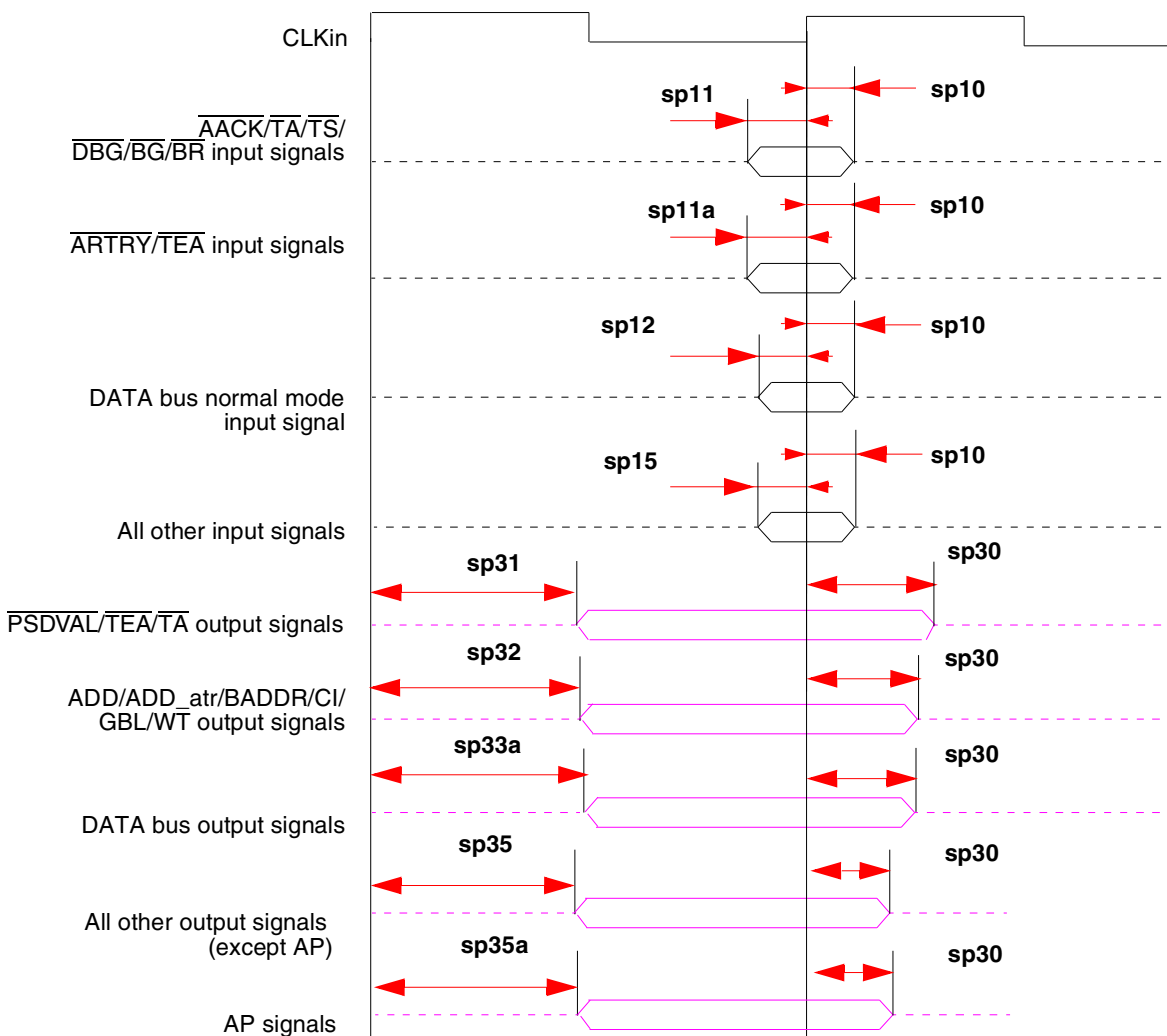 CLKin
sp11
sp10
AACK/TA/TS/
DBG/BG/BR input signals
sp11a
sp10
ARTRY/TEA input signals
sp12
sp10
DATA bus normal mode
input signal
sp15
sp10
All other input signals
sp31
sp30
PSDVAL/TEA/TA output signals
sp32
sp30
ADD/ADD_atr/BADDR/CI/
GBL/WT output signals
sp33a
sp30
DATA bus output signals
sp35
sp30
All other output signals
(except AP)
sp35a
sp30
AP signals